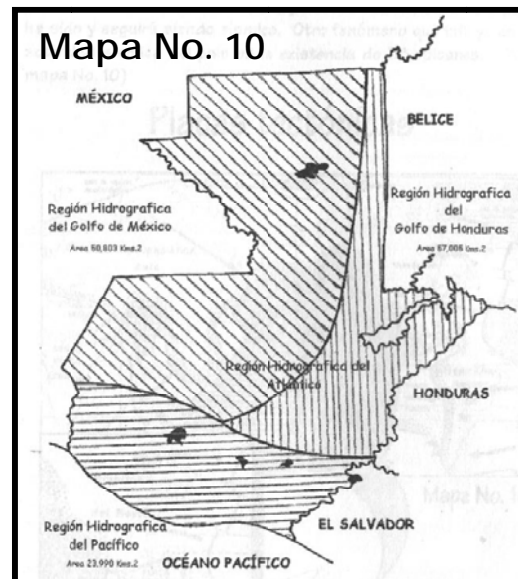 Mapa No. 10
MÉXICO
BELICE
Región Hidrografica
del Golfo de México
Area 50,803 Kms.2
Región Hidrografica
del
Golfo de Honduras
Región Hidrografica del
Atlántico
HONDURAS
Región Hidrografica
del Pacífico
Area 23,990 Kms.2
EL SALVADOR
OCÉANO PACÍFICO